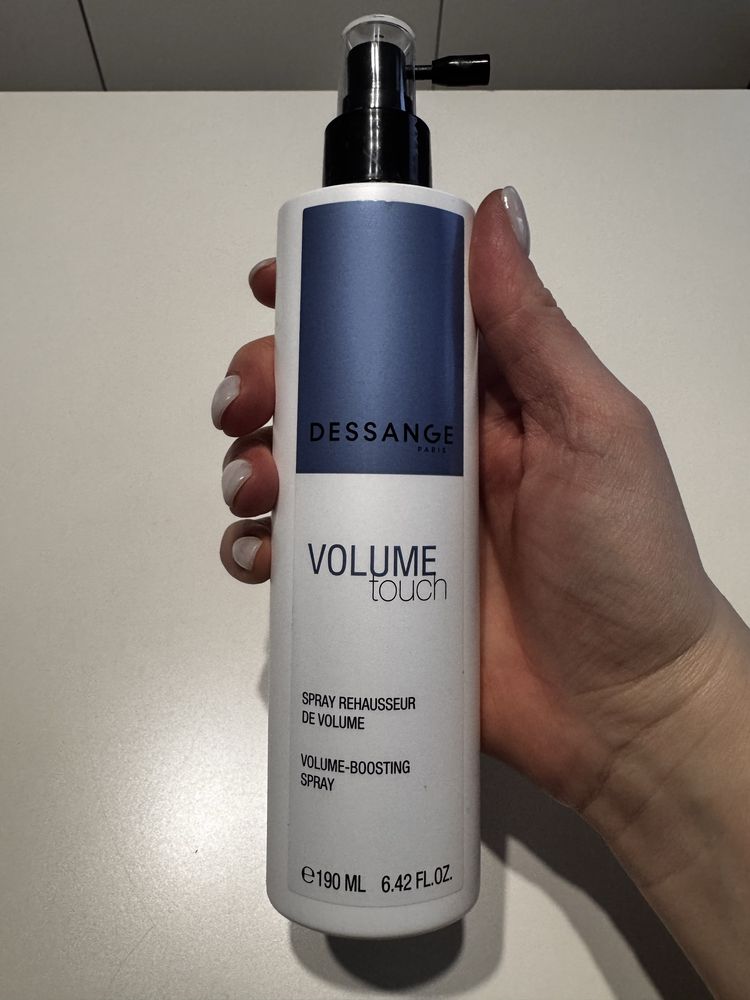 DESSANGE
PARIS
VOLUME
touch
SPRAY REHAUSSEUR
DE VOLUME
VOLUME-BOOSTING
SPRAY
℮190 ML 6.42 FL.OZ.